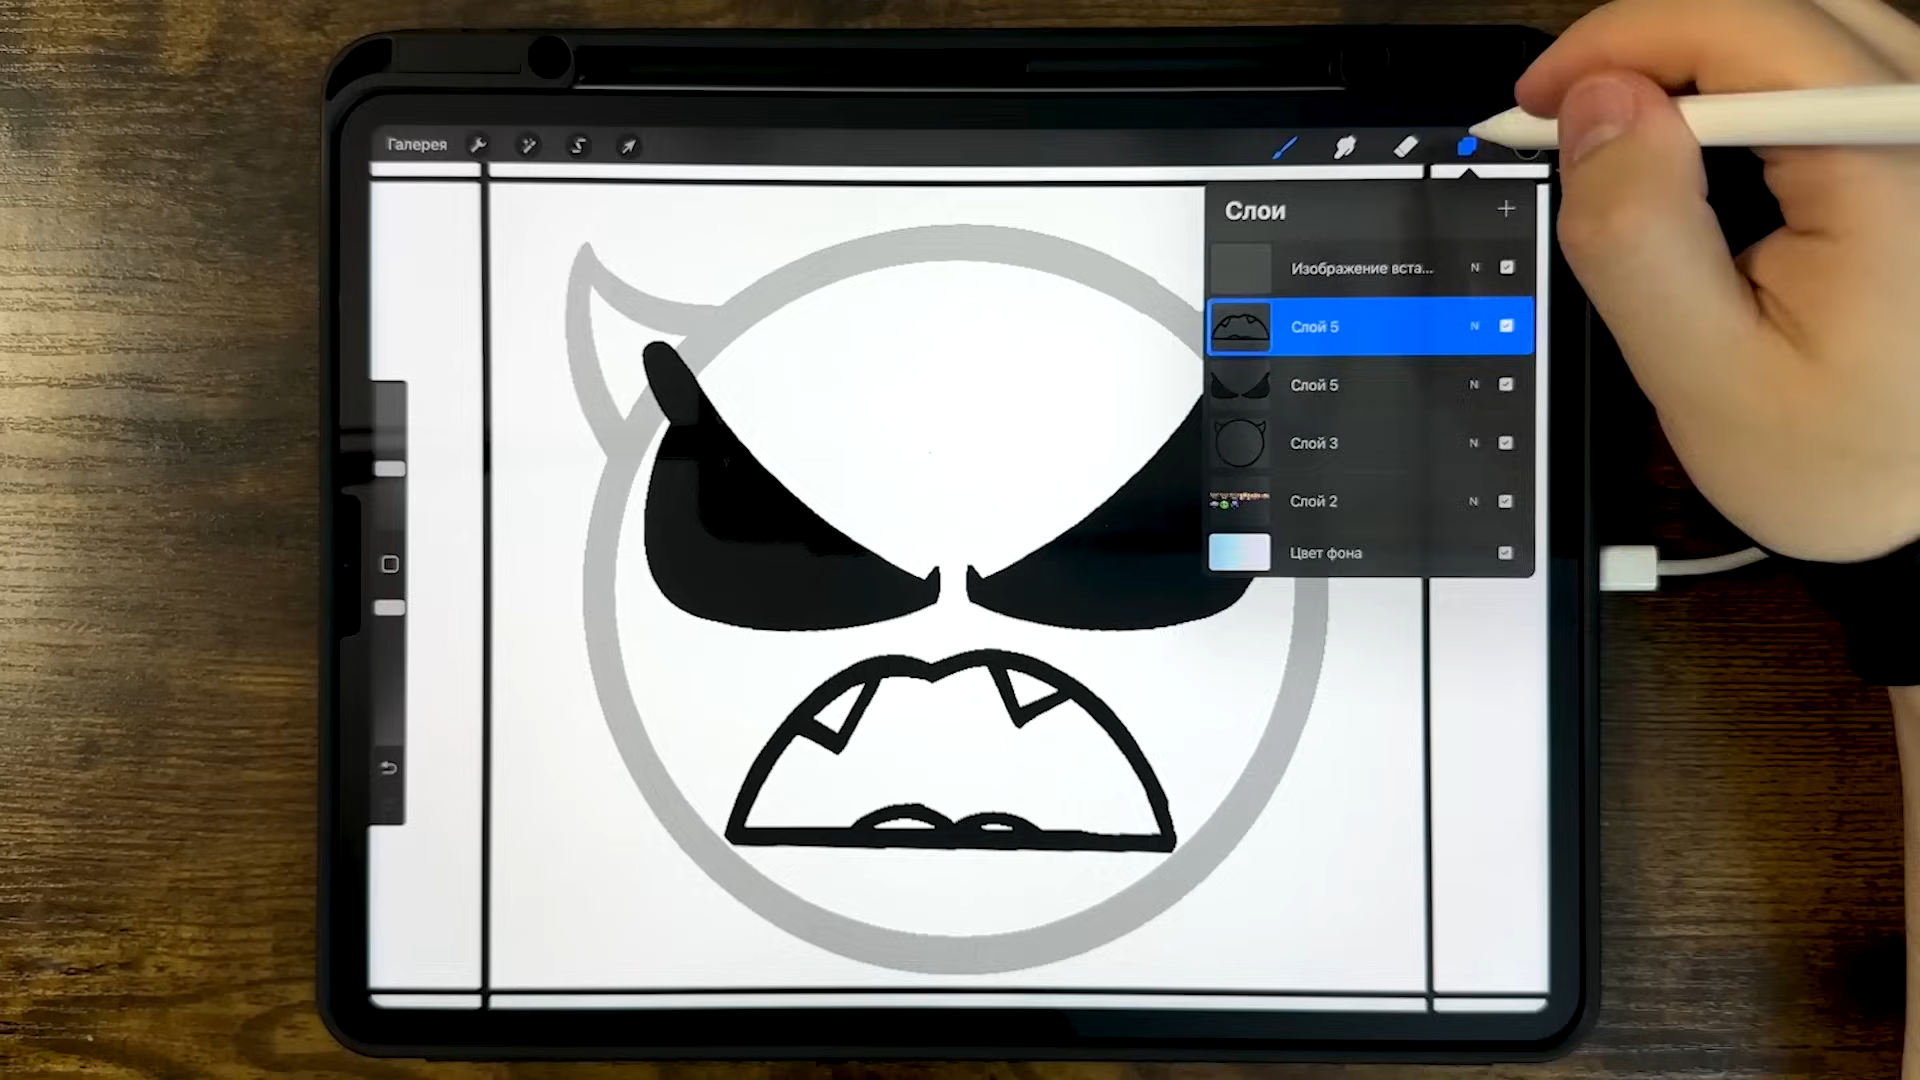 Галерея
Слои
Изображение вста...
N
Слой 5
N
Слой 5
N
Слой 3
N
Слой 2
N
Цвет фона